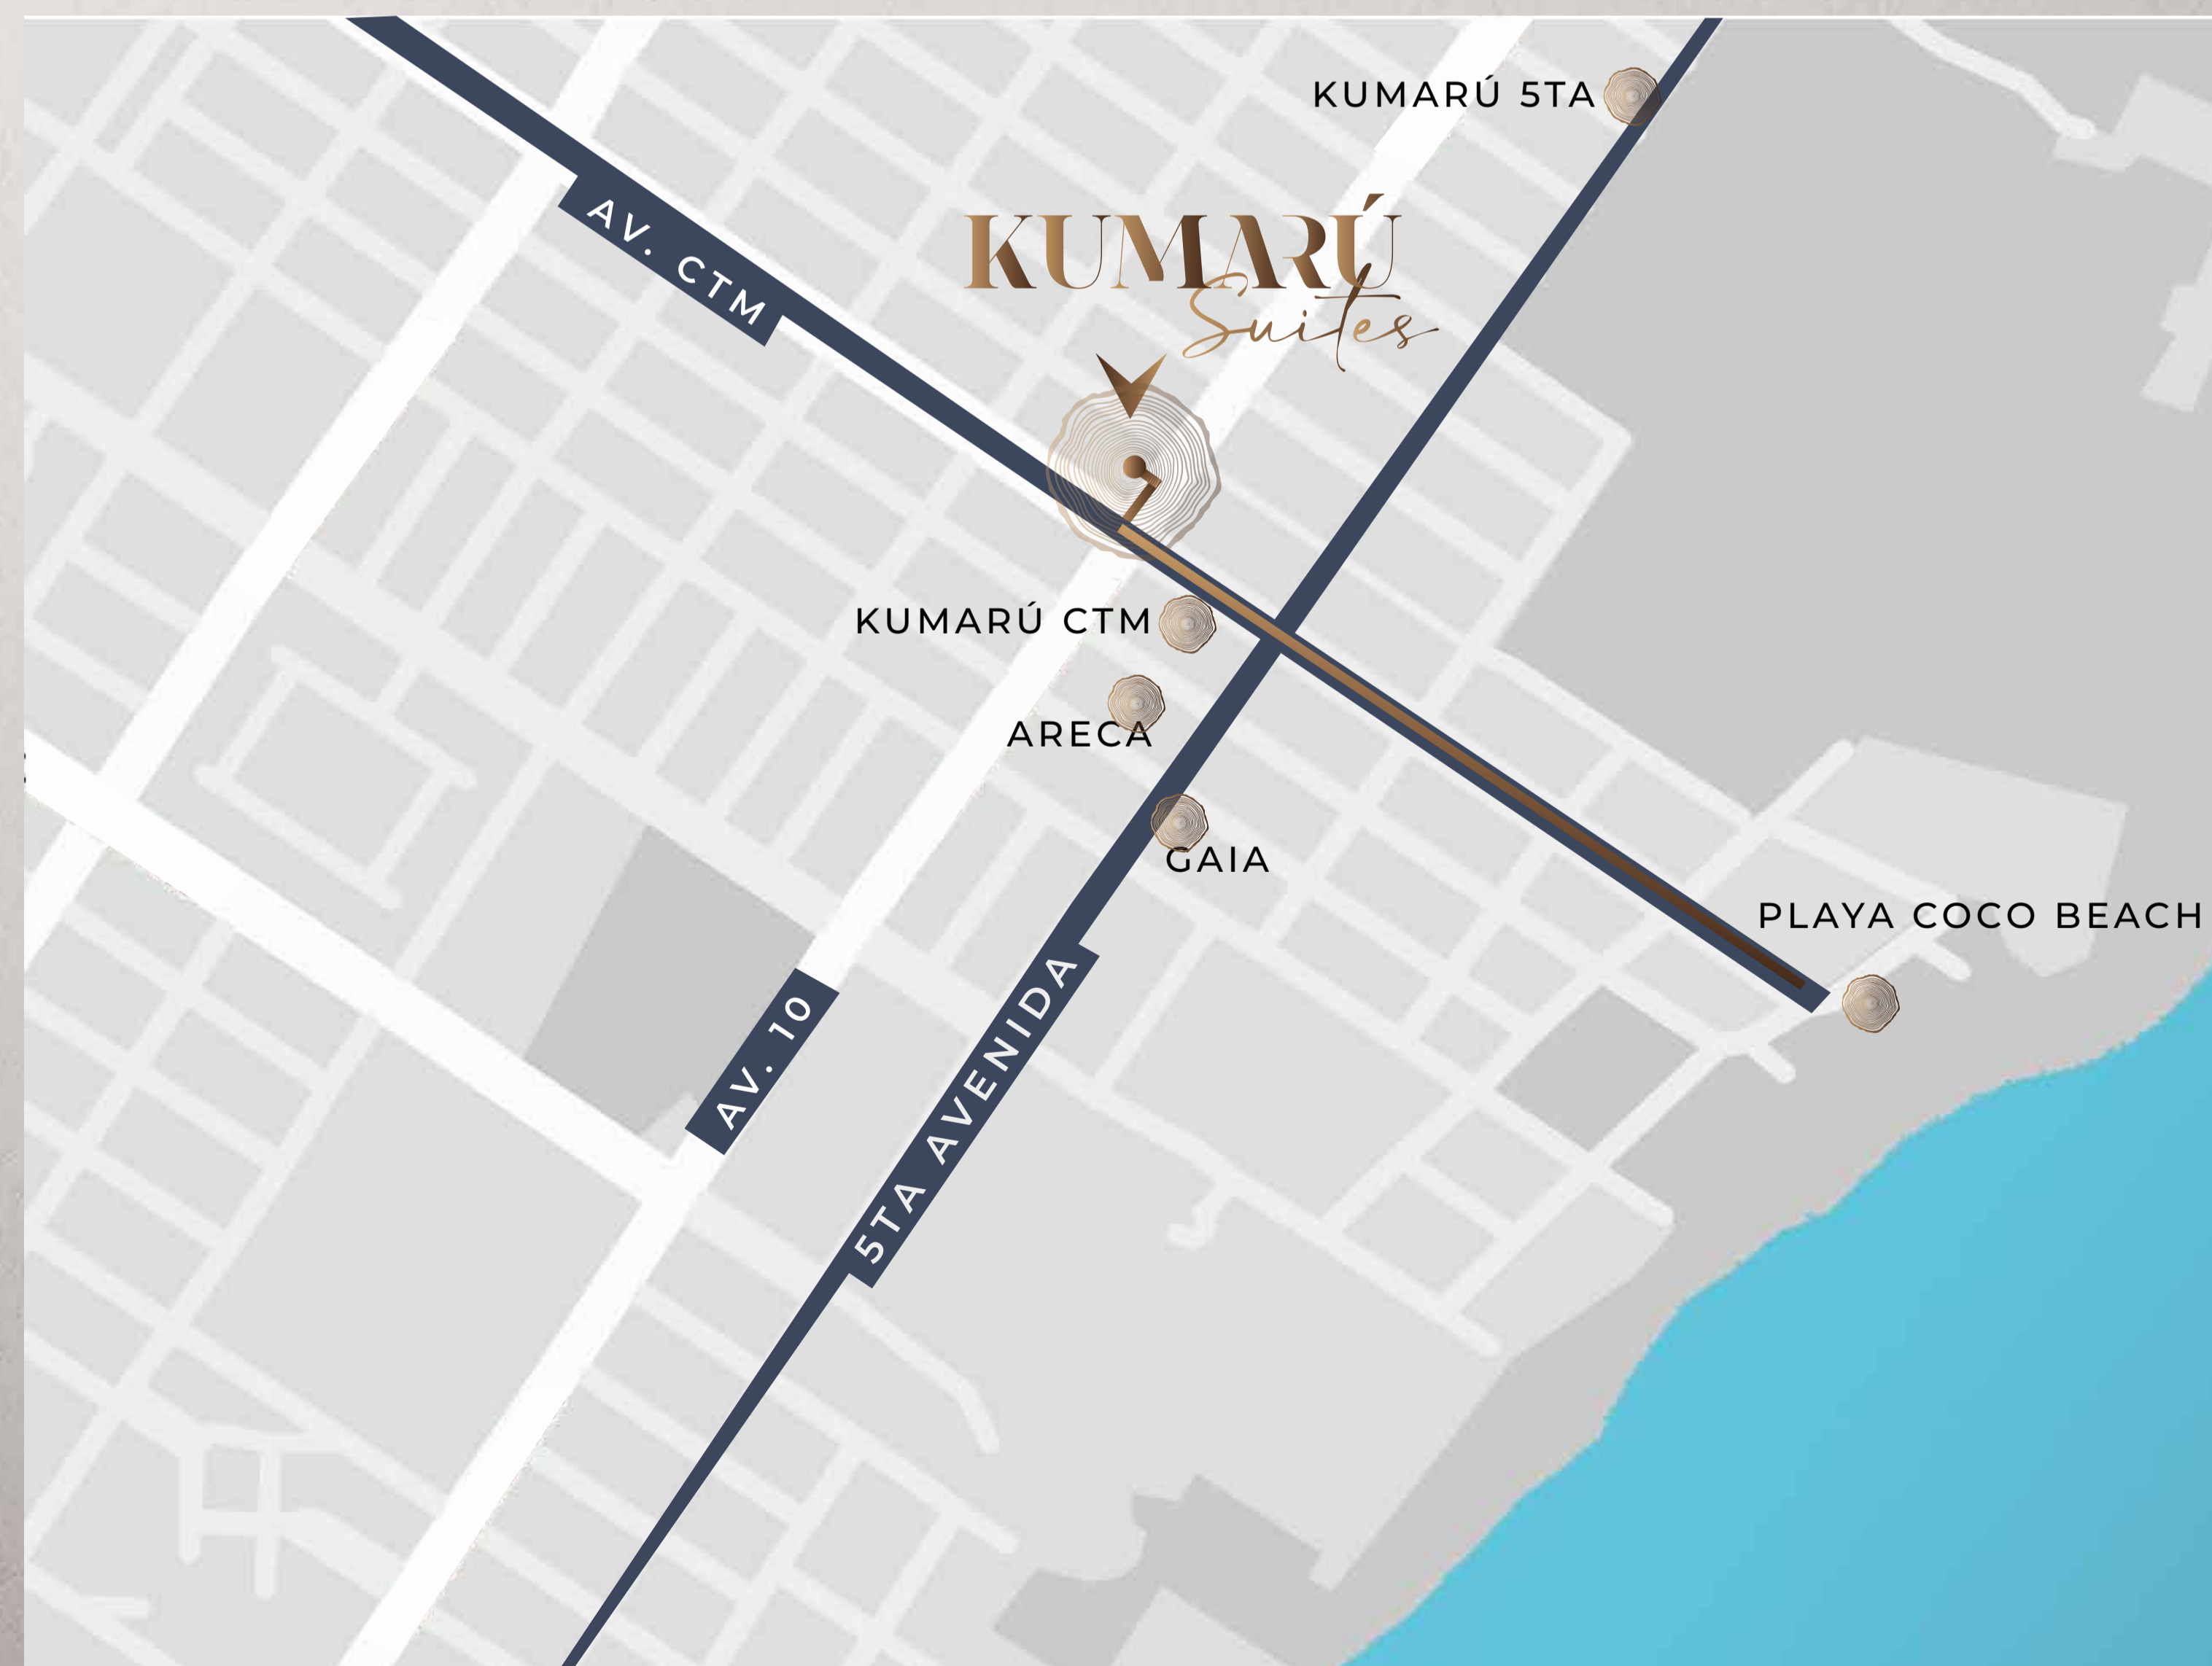 KUMARÚ 5TA
AV. CTM
KUMARÚ
Suites
KUMARÚ CTM
ARECA
GAIA
PLAYA COCO BEACH
AV. 10
5TA AVENIDA